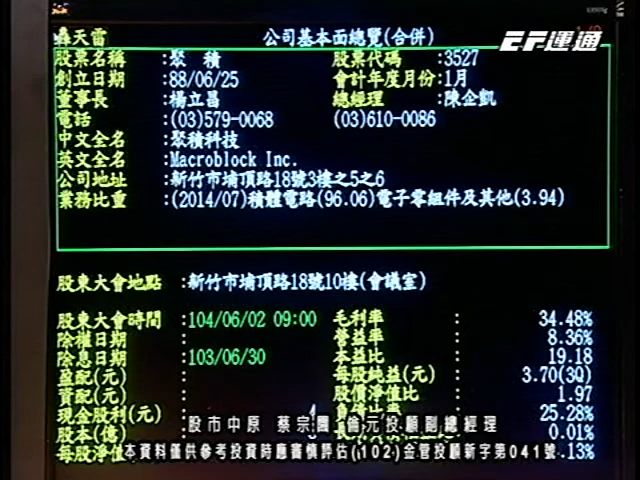 轟天雷 公司基本面總覽(合併) EF運通
股票名稱 :聚 積 股票代碼 :3527
創立日期 :88/06/25 會計年度月份:1月
董事長 :楊立昌 總經理 :陳企凱
電話 :(03)579-0068 (03)610-0086
中文全名 :聚積科技
英文全名 :Macroblock Inc.
公司地址 :新竹市埔頂路18號3樓之5之6
業務比重 :(2014/07)積體電路(96.06)電子零組件及其他(3.94)
股東大會地點 :新竹市埔頂路18號10樓(會議室)
股東大會時間 :104/06/02 09:00 毛利率 : 34.48%
除權日期 : 營益率 : 8.36%
除息日期 :103/06/30 本益比 : 19.18
盈配(元) : 每股純益(元) : 3.70(3Q)
資配(元) : 股價淨值比 : 1.97
現金股利(元) : 負債比率 : 25.28%
股市中原 蔡宗園 倫元投顧副總經理
股本(億) : 0.01%
每股淨值 .13%
本資料僅供參考投資時應審慎評估(102)金管投顧新字第041號